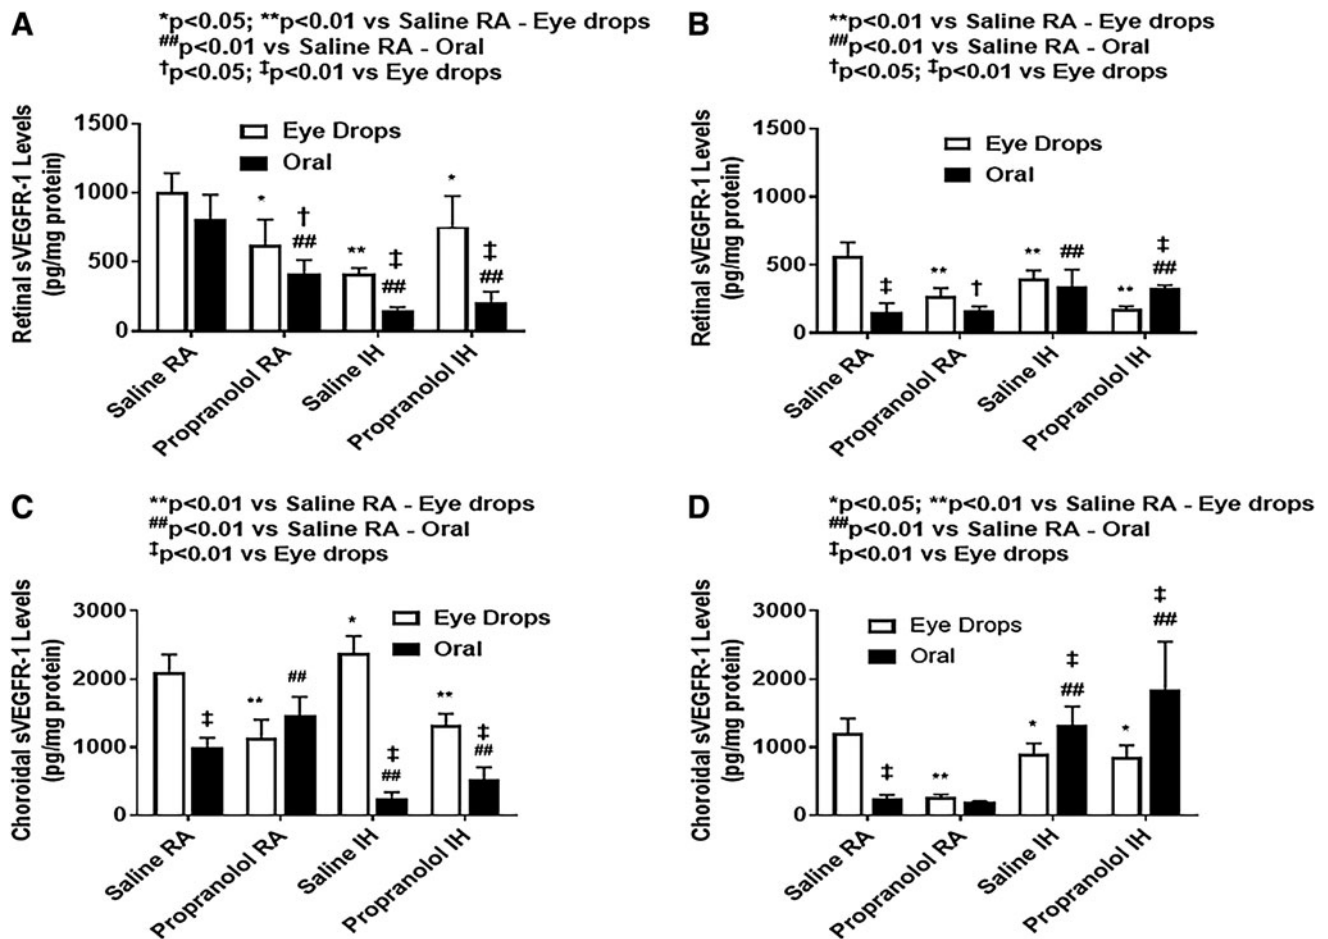 A
*p<0.05; **p<0.01 vs Saline RA - Eye drops
##p<0.01 vs Saline RA - Oral
†p<0.05; ‡p<0.01 vs Eye drops
Retinal sVEGFR-1 Levels
(pg/mg protein)
1500
1000
500
0
Eye Drops
Oral
*
†
##
**
‡
##
*
‡
##
Saline RA
Propranolol RA
Saline IH
Propranolol IH
B
**p<0.01 vs Saline RA - Eye drops
##p<0.01 vs Saline RA - Oral
†p<0.05; ‡p<0.01 vs Eye drops
Retinal sVEGFR-1 Levels
(pg/mg protein)
1500
1000
500
0
Eye Drops
Oral
‡
**
†
**
##
**
‡
##
Saline RA
Propranolol RA
Saline IH
Propranolol IH
C
**p<0.01 vs Saline RA - Eye drops
##p<0.01 vs Saline RA - Oral
‡p<0.01 vs Eye drops
Choroidal sVEGFR-1 Levels
(pg/mg protein)
3000
2000
1000
0
Eye Drops
Oral
‡
**
##
*
‡
##
**
‡
##
Saline RA
Propranolol RA
Saline IH
Propranolol IH
D
*p<0.05; **p<0.01 vs Saline RA - Eye drops
##p<0.01 vs Saline RA - Oral
‡p<0.01 vs Eye drops
Choroidal sVEGFR-1 Levels
(pg/mg protein)
3000
2000
1000
0
Eye Drops
Oral
‡
**
*
‡
##
*
‡
##
Saline RA
Propranolol RA
Saline IH
Propranolol IH